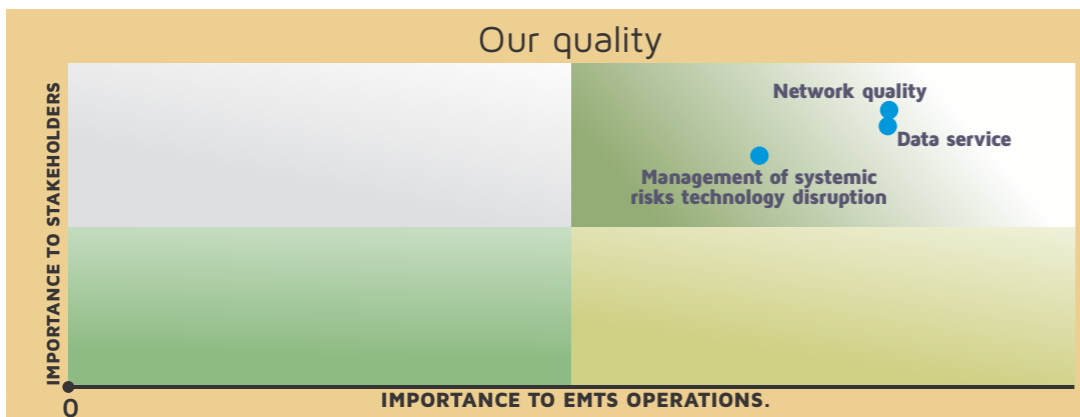 Our quality
IMPORTANCE TO STAKEHOLDERS
Network quality
Data service
Management of systemic
risks technology disruption
0
IMPORTANCE TO EMTS OPERATIONS.